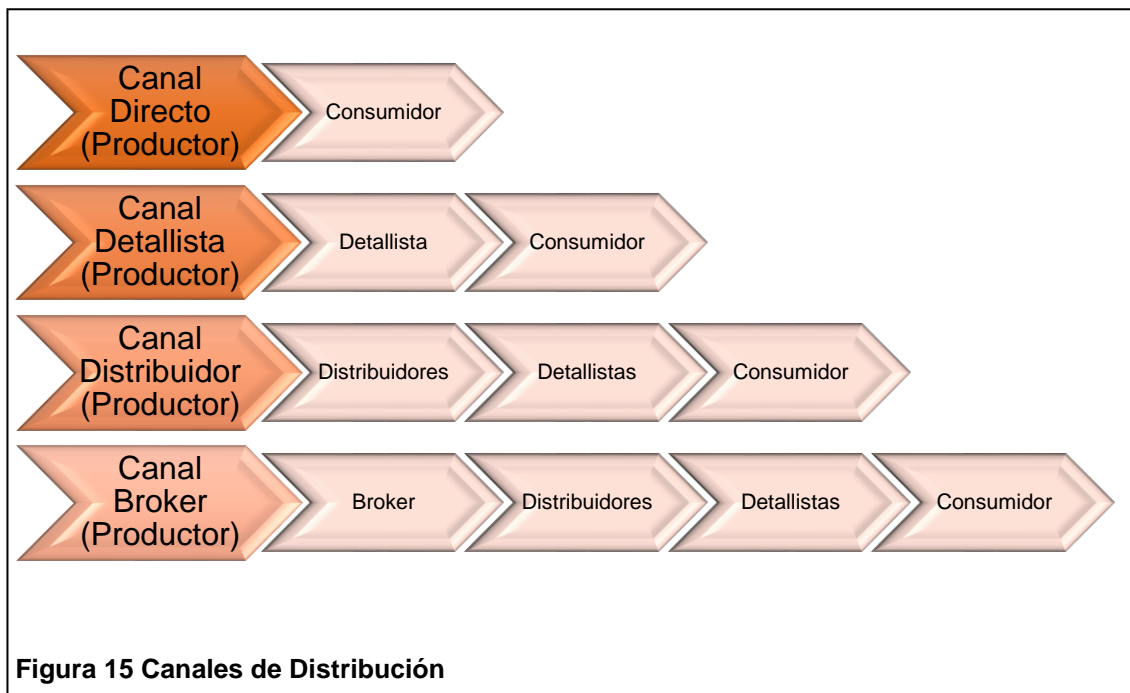 Canal
Directo
(Productor)
Consumidor
Canal
Detallista
(Productor)
Detallista
Consumidor
Canal
Distribuidor
(Productor)
Distribuidores
Detallistas
Consumidor
Canal
Broker
(Productor)
Broker
Distribuidores
Detallistas
Consumidor
Figura 15 Canales de Distribución